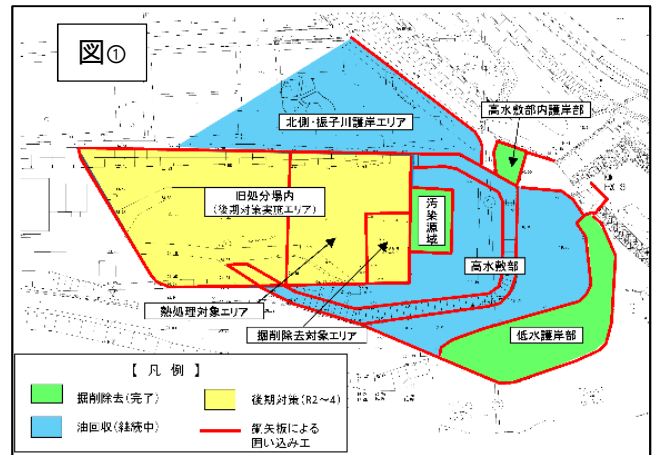 図①
北側・振子川護岸エリア
高水敷部内護岸部
旧処分場内
(後期対策実施エリア)
汚染源域
高水敷部
熱処理対象エリア
掘削除去対象エリア
低水護岸部
【 凡 例 】
掘削除去(完了)
後期対策(R2～4)
油回収(継続中)
鋼矢板による
囲い込み工